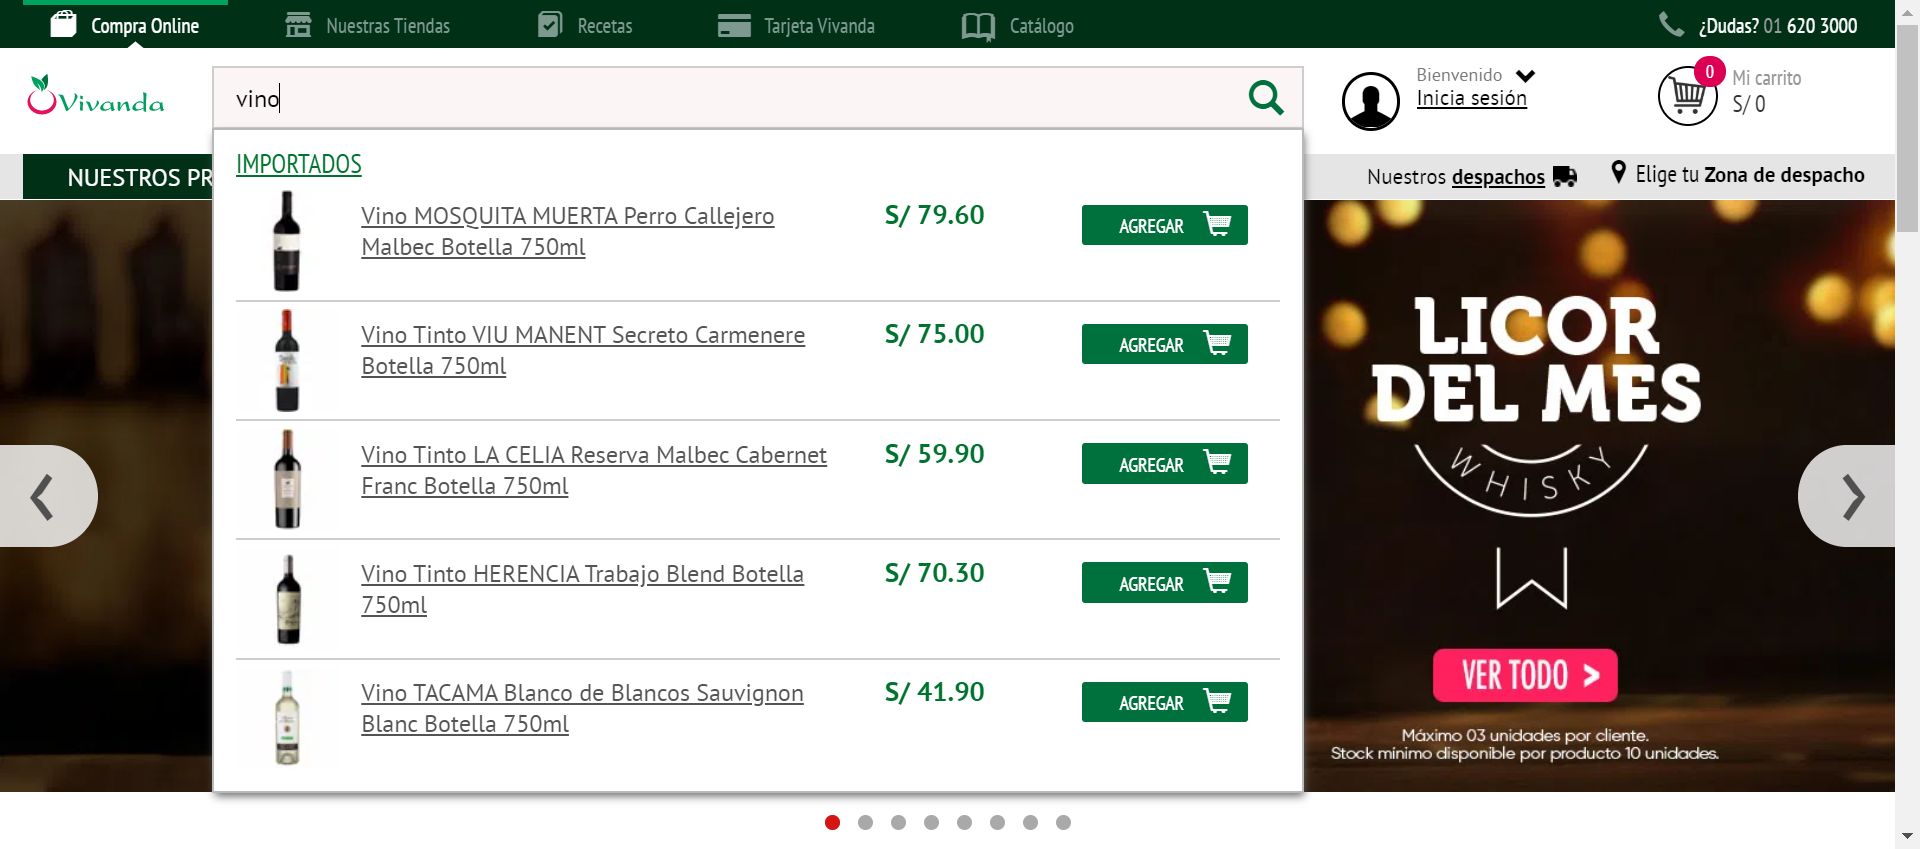 Compra Online
Nuestras Tiendas
Recetas
Tarjeta Vivanda
Catálogo
¿Dudas? 01 620 3000
Vivanda
vino
Bienvenido
Inicia sesión
0
Mi carrito
S/ 0
NUESTROS PR
Nuestros despachos
Elige tu Zona de despacho
IMPORTADOS
Vino MOSQUITA MUERTA Perro Callejero
Malbec Botella 750ml
S/ 79.60
AGREGAR
Vino Tinto VIU MANENT Secreto Carmenere
Botella 750ml
S/ 75.00
AGREGAR
Vino Tinto LA CELIA Reserva Malbec Cabernet
Franc Botella 750ml
S/ 59.90
AGREGAR
Vino Tinto HERENCIA Trabajo Blend Botella
750ml
S/ 70.30
AGREGAR
Vino TACAMA Blanco de Blancos Sauvignon
Blanc Botella 750ml
S/ 41.90
AGREGAR
LICOR
DEL MES
WHISKY
VER TODO >
Máximo 03 unidades por cliente.
Stock mínimo disponible por producto 10 unidades.